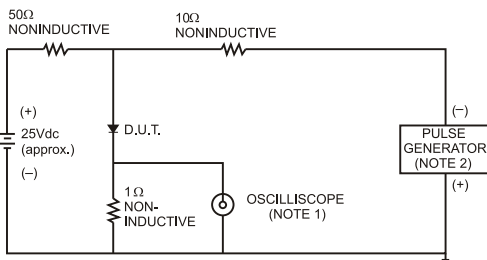 50Ω
NONINDUCTIVE
10Ω
NONINDUCTIVE
(+)
25Vdc
(approx.)
(–)
D.U.T.
1Ω
NON-
INDUCTIVE
OSCILLISCOPE
(NOTE 1)
(–)
PULSE
GENERATOR
(NOTE 2)
(+)